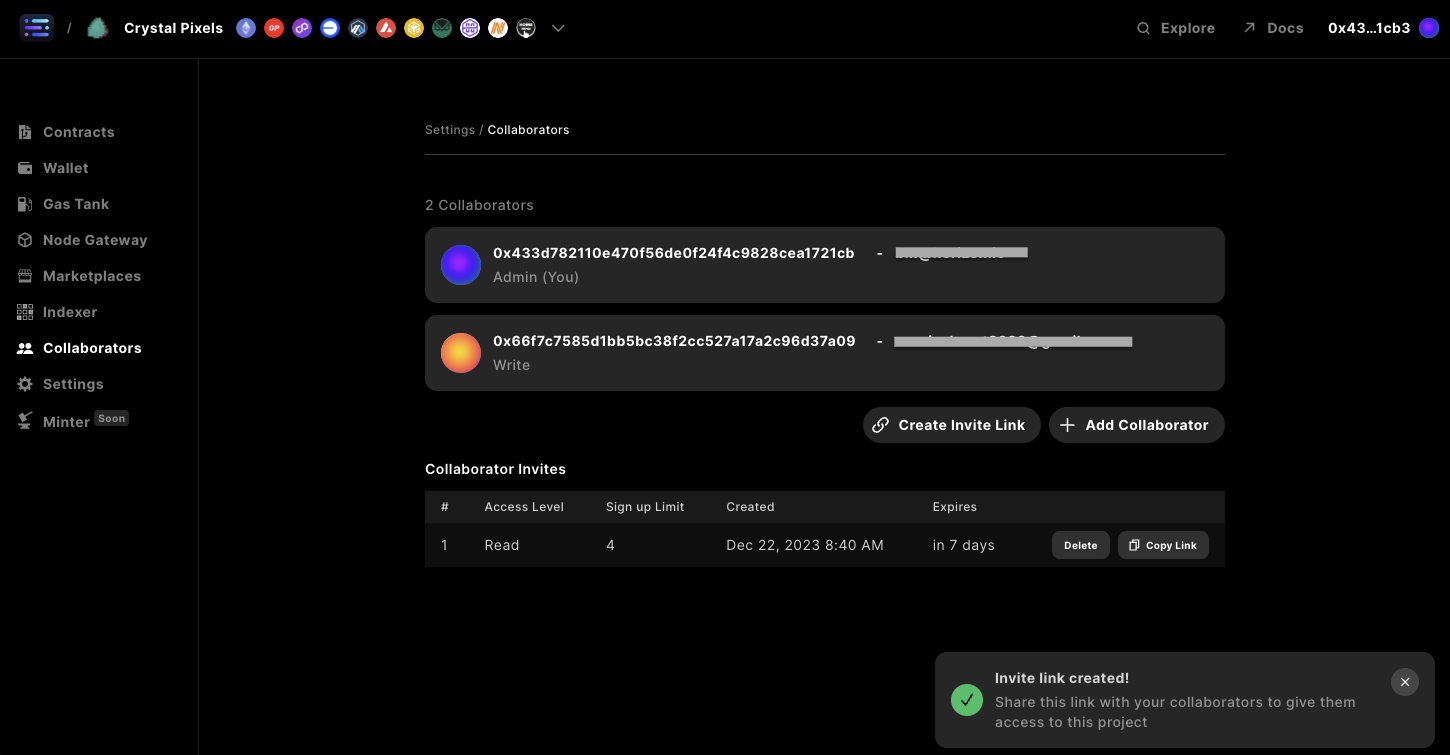 / Crystal Pixels
Explore Docs 0x43...1cb3
Contracts
Wallet
Gas Tank
Node Gateway
Marketplaces
Indexer
Collaborators
Settings
Minter Soon
Settings / Collaborators
2 Collaborators
0x433d782110e470f56de0f24f4c9828cea1721cb -
Admin (You)
0x66f7c7585d1bb5bc38f2cc527a17a2c96d37a09 -
Write
Create Invite Link + Add Collaborator
Collaborator Invites
# Access Level Sign up Limit Created Expires
1 Read 4 Dec 22, 2023 8:40 AM in 7 days Delete Copy Link
Invite link created!
Share this link with your collaborators to give them
access to this project